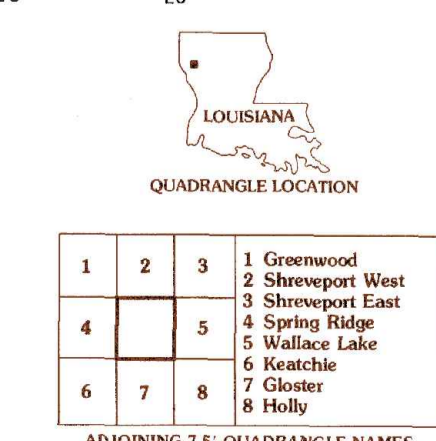 LOUISIANA
QUADRANGLE LOCATION
1 2 3
4 5
6 7 8
1 Greenwood
2 Shreveport West
3 Shreveport East
4 Spring Ridge
5 Wallace Lake
6 Keatchie
7 Gloster
8 Holly
ADJOINING 7.5' QUADRANGLE NAMES